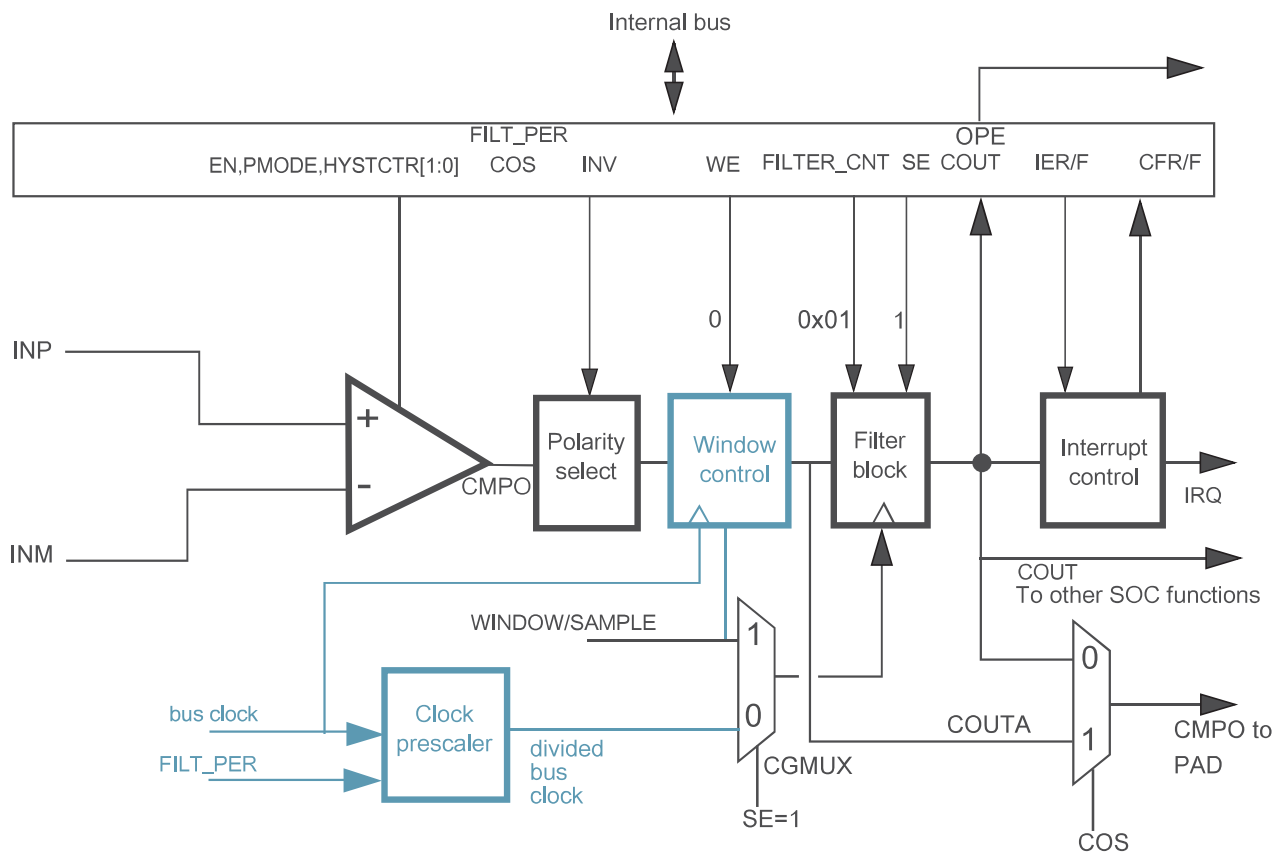 Internal bus
FILT_PER
OPE
EN,PMODE,HYSTCTR[1:0]
COS
INV
WE
FILTER_CNT
SE
COUT
IER/F
CFR/F
0
0x01
1
INP
+
-
INM
CMPO
Polarity
select
Window
control
Filter
block
Interrupt
control
IRQ
COUT
To other SOC functions
WINDOW/SAMPLE
1
0
bus clock
FILT_PER
Clock
prescaler
divided
bus
clock
CGMUX
SE=1
COUTA
0
1
CMPO to
PAD
COS